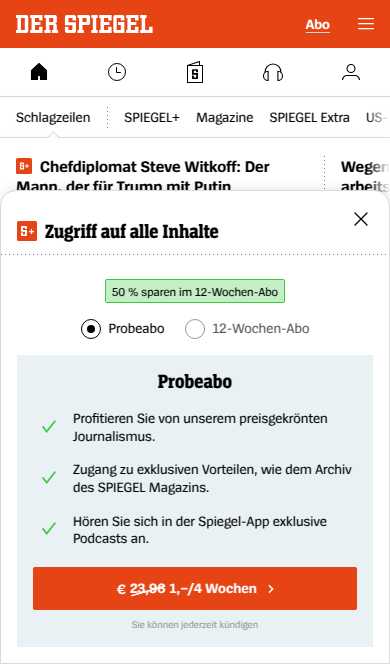 DER SPIEGEL
Abo
S
Schlagzeilen
SPIEGEL+
Magazine
SPIEGEL Extra
US-
S+ Chefdiplomat Steve Witkoff: Der
Mann, der für Trump mit Putin
Wegen
arbeits
S+ Zugriff auf alle Inhalte
50 % sparen im 12-Wochen-Abo
Probeabo
12-Wochen-Abo
Probeabo
Profitieren Sie von unserem preisgekrönten
Journalismus.
Zugang zu exklusiven Vorteilen, wie dem Archiv
des SPIEGEL Magazins.
Hören Sie sich in der Spiegel-App exklusive
Podcasts an.
€ 23,96 1,–/4 Wochen
Sie können jederzeit kündigen